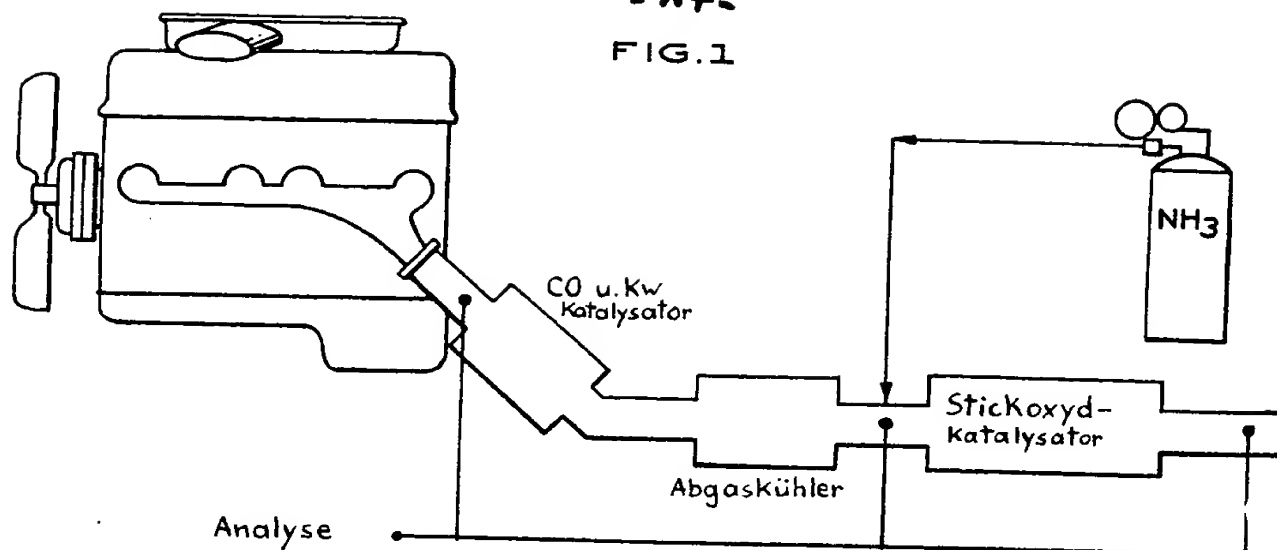 FIG.1
NH3
CO u. Kw
Katalysator
Stickoxyd-
Katalysator
Abgaskühler
Analyse